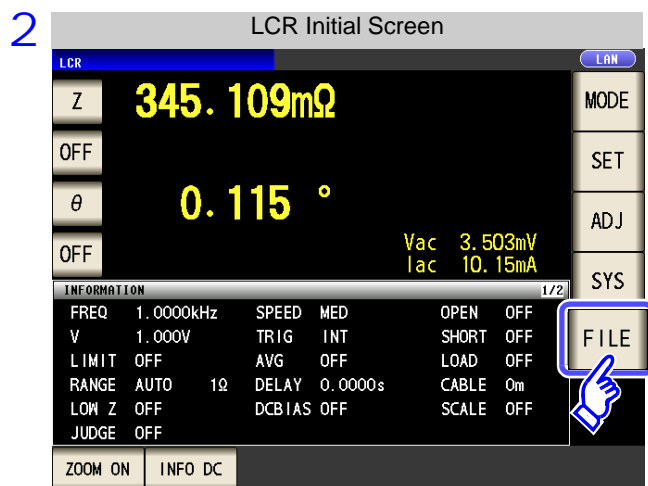 2
LCR Initial Screen
LCR
LAN
Z 345.109mΩ
MODE
OFF
SET
θ 0.115 °
ADJ
OFF
Vac 3.503mV
Iac 10.15mA
SYS
INFORMATION 1/2
FREQ 1.0000kHz SPEED MED OPEN OFF
V 1.000V TRIG INT SHORT OFF
FILE
LIMIT OFF AVG OFF LOAD OFF
RANGE AUTO 1Ω DELAY 0.0000s CABLE 0m
LOW Z OFF DCBIAS OFF SCALE OFF
JUDGE OFF
ZOOM ON INFO DC